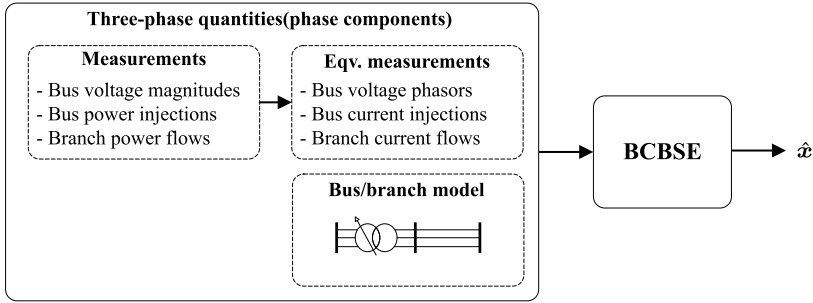 Three-phase quantities(phase components)
Measurements
- Bus voltage magnitudes
- Bus power injections
- Branch power flows
Eqv. measurements
- Bus voltage phasors
- Bus current injections
- Branch current flows
Bus/branch model
BCBSE
x̂